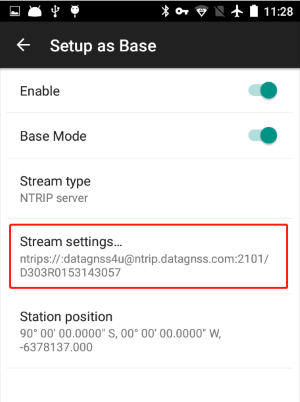 11:28
Setup as Base
Enable
Base Mode
Stream type
NTRIP server
Stream settings...
ntrips://:datagnss4u@ntrip.datagnss.com:2101/
D303R0153143057
Station position
90° 00' 00.0000" S, 00° 00' 00.0000" W,
-6378137.000